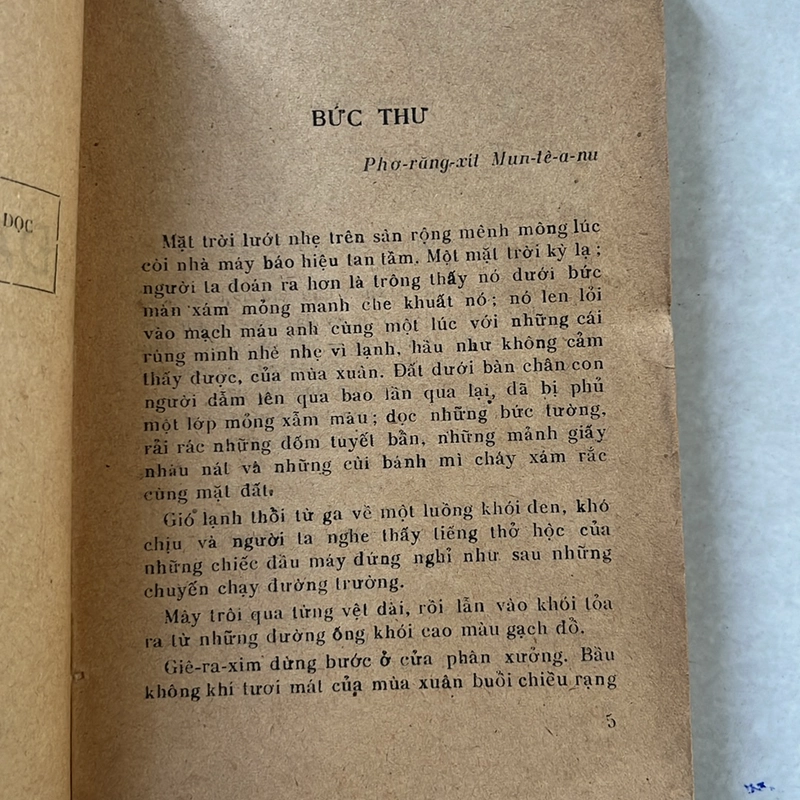 ĐỌC
BỨC THƯ
Phơ-răng-xit Mun-tê-a-nu
Mặt trời lướt nhẹ trên sân rộng mênh mông lúc
còi nhà máy báo hiệu tan tầm. Một mặt trời kỳ lạ;
người ta đoán ra hơn là trông thấy nó dưới bức
màn xám mỏng manh che khuất nó; nó len lỏi
vào mạch máu anh cùng một lúc với những cái
rùng mình nhè nhẹ vì lạnh, hầu như không cảm
thấy được, của mùa xuân. Đất dưới bàn chân con
người dẫm lên qua bao lần qua lại, đã bị phủ
một lớp mỏng xẫm màu; dọc những bức tường,
rải rác những đốm tuyết bẩn, những mảnh giấy
nhàu nát và những cùi bánh mì cháy xám rắc
cùng mặt đất.
Gió lạnh thổi từ ga về một luồng khói đen, khó
chịu và người ta nghe thấy tiếng thở hộc của
những chiếc đầu máy đứng nghỉ như sau những
chuyến chạy đường trường.
Mây trôi qua từng vệt dài, rồi lẫn vào khói tỏa
ra từ những đường ống khói cao màu gạch đỏ.
Giê-ra-xim dừng bước ở cửa phân xưởng. Bầu
không khí tươi mát của mùa xuân buổi chiều rạng
5